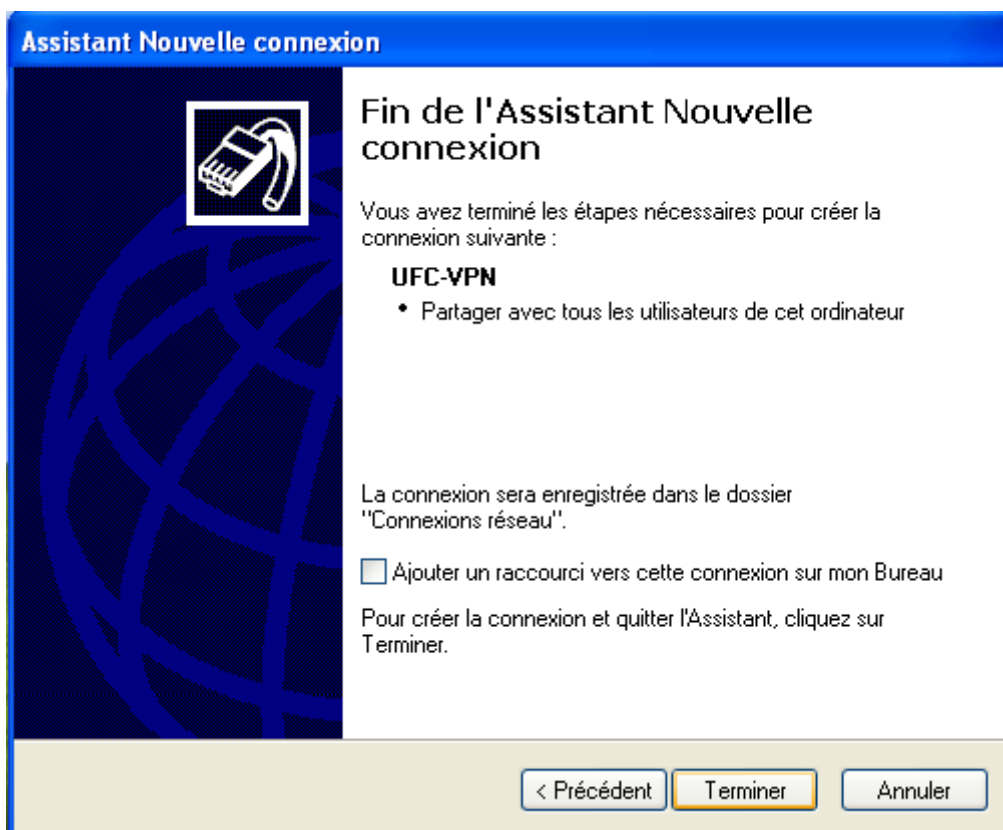 Assistant Nouvelle connexion
Fin de l'Assistant Nouvelle
connexion
Vous avez terminé les étapes nécessaires pour créer la
connexion suivante :
UFC-VPN
• Partager avec tous les utilisateurs de cet ordinateur
La connexion sera enregistrée dans le dossier
"Connexions réseau".
Ajouter un raccourci vers cette connexion sur mon Bureau
Pour créer la connexion et quitter l'Assistant, cliquez sur
Terminer.
< Précédent Terminer Annuler